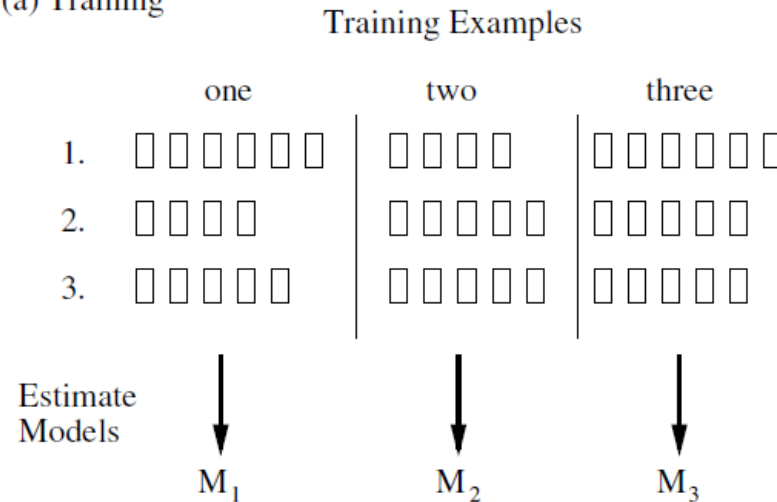 (a) Training
Training Examples
one two three
1.
2.
3.
Estimate
Models
M1 M2 M3